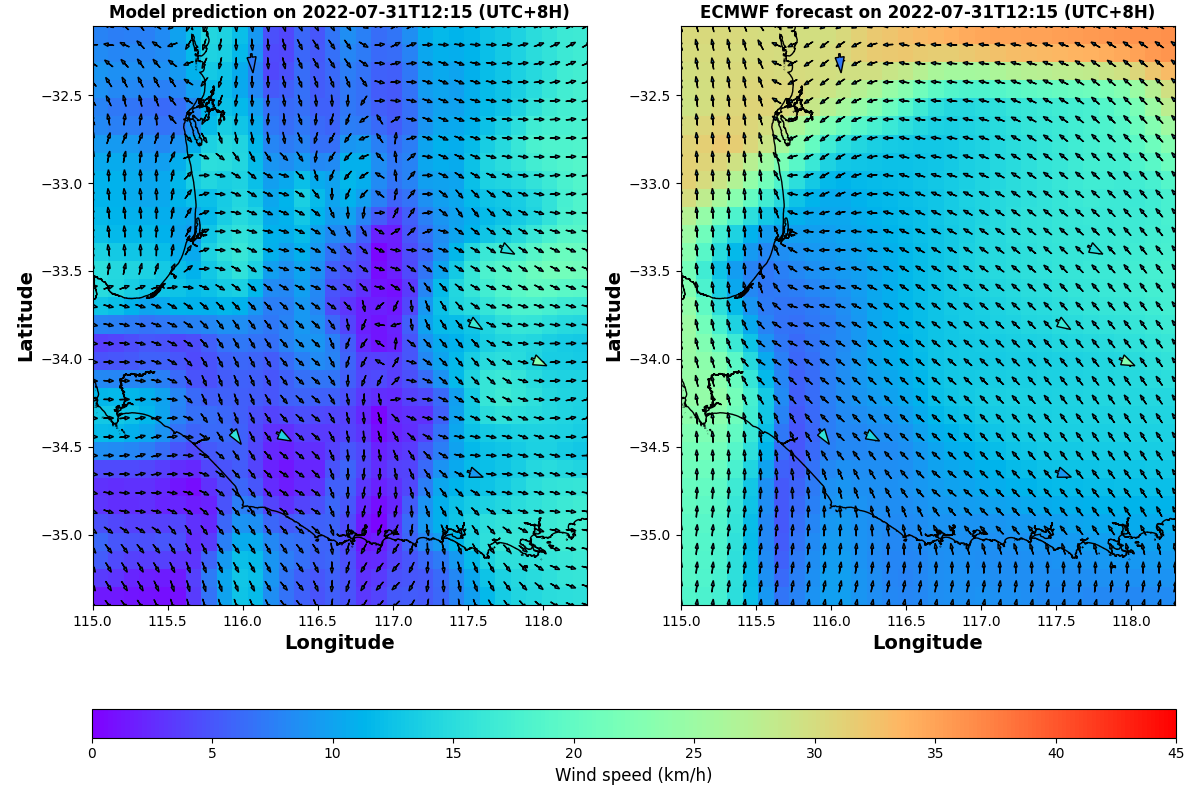 Model prediction on 2022-07-31T12:15 (UTC+8H)
ECMWF forecast on 2022-07-31T12:15 (UTC+8H)
−32.5
−33.0
−33.5
−34.0
−34.5
−35.0
Latitude
115.0 115.5 116.0 116.5 117.0 117.5 118.0
Longitude
−32.5
−33.0
−33.5
−34.0
−34.5
−35.0
Latitude
115.0 115.5 116.0 116.5 117.0 117.5 118.0
Longitude
0 5 10 15 20 25 30 35 40 45
Wind speed (km/h)